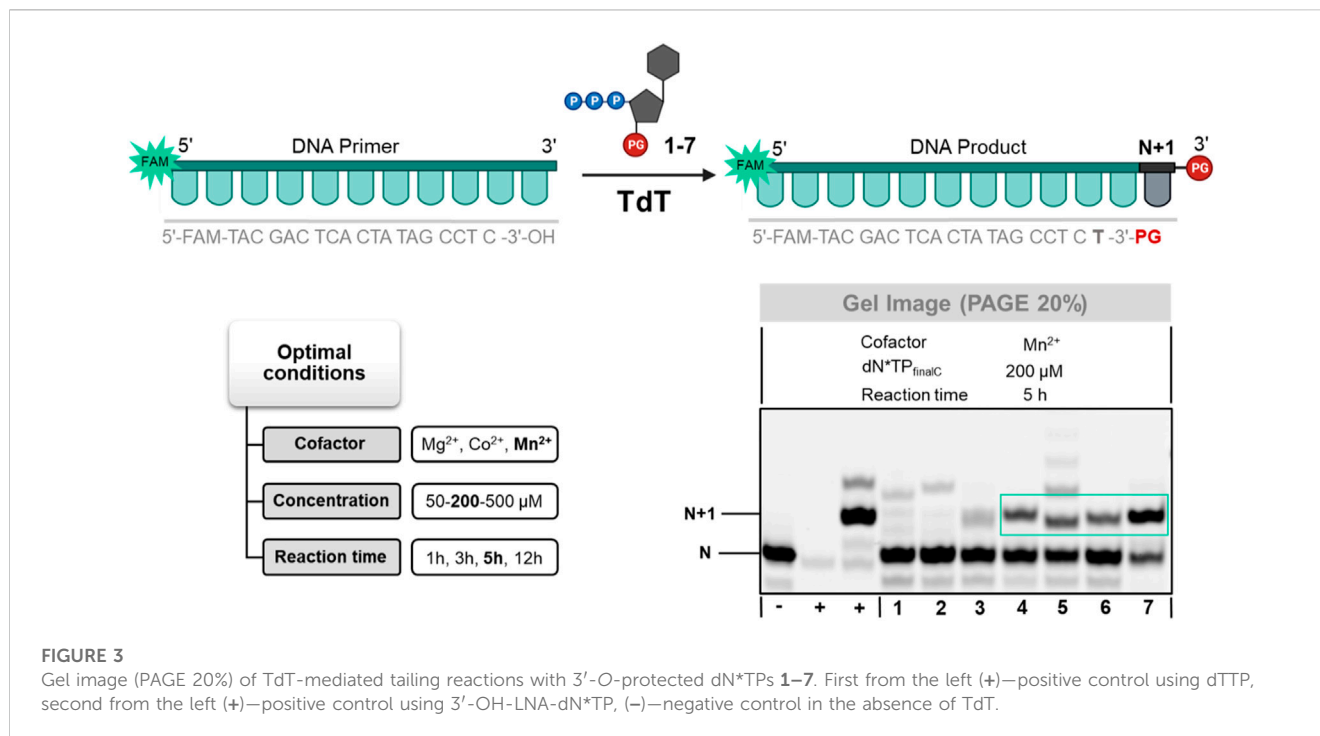 P P P
PG 1-7
FAM 5' DNA Primer 3'
TdT
FAM 5' DNA Product N+1 3' PG
5'-FAM-TAC GAC TCA CTA TAG CCT C -3'-OH
5'-FAM-TAC GAC TCA CTA TAG CCT C T -3'-PG
Optimal
conditions
Cofactor Mg²⁺, Co²⁺, Mn²⁺
Concentration 50-200-500 µM
Reaction time 1h, 3h, 5h, 12h
Gel Image (PAGE 20%)
Cofactor Mn²⁺
dN*TPfinalC 200 µM
Reaction time 5 h
N+1
N
- + + 1 2 3 4 5 6 7
FIGURE 3
Gel image (PAGE 20%) of TdT-mediated tailing reactions with 3′-O-protected dN*TPs 1–7. First from the left (+)—positive control using dTTP,
second from the left (+)—positive control using 3′-OH-LNA-dN*TP, (−)—negative control in the absence of TdT.